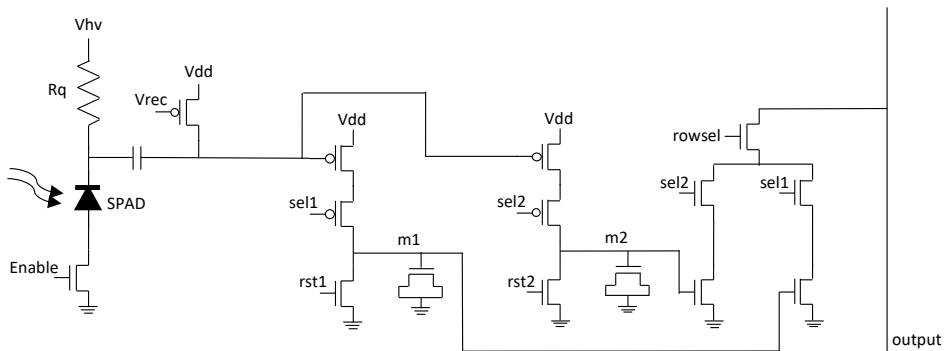 Vhv
Rq
Vdd
Vrec
SPAD
Enable
Vdd
sel1
m1
rst1
Vdd
sel2
m2
rst2
rowsel
sel2
sel1
output